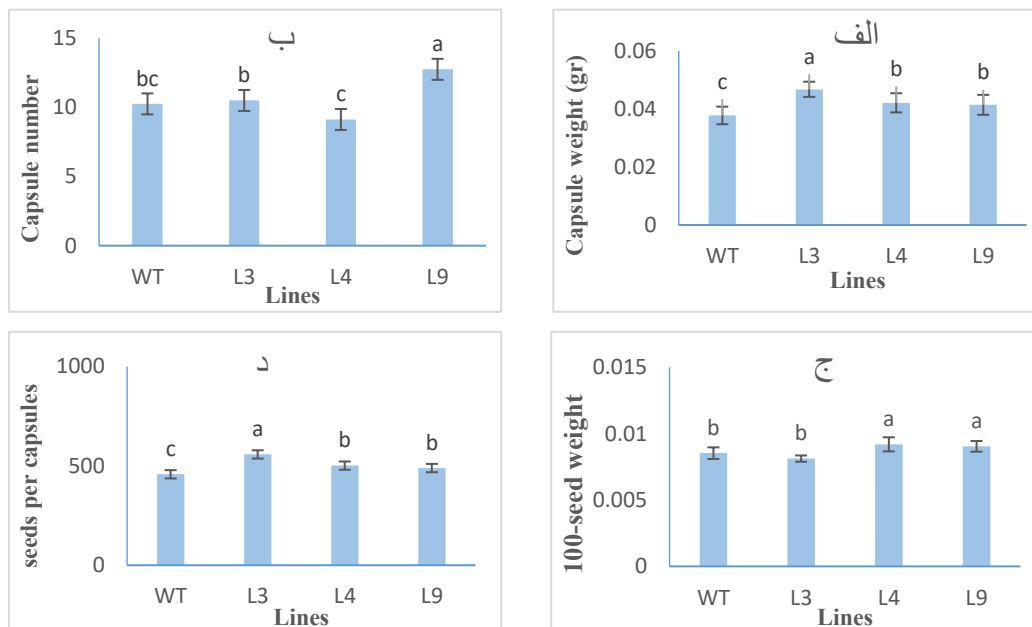 الف
Capsule weight (gr)
0.06
0.04
0.02
0
c
a
b
b
WT
L3
L4
L9
Lines
ب
Capsule number
15
10
5
0
bc
b
c
a
WT
L3
L4
L9
Lines
ج
100-seed weight
0.015
0.01
0.005
0
b
b
a
a
WT
L3
L4
L9
Lines
د
seeds per capsules
1000
500
0
c
a
b
b
WT
L3
L4
L9
Lines